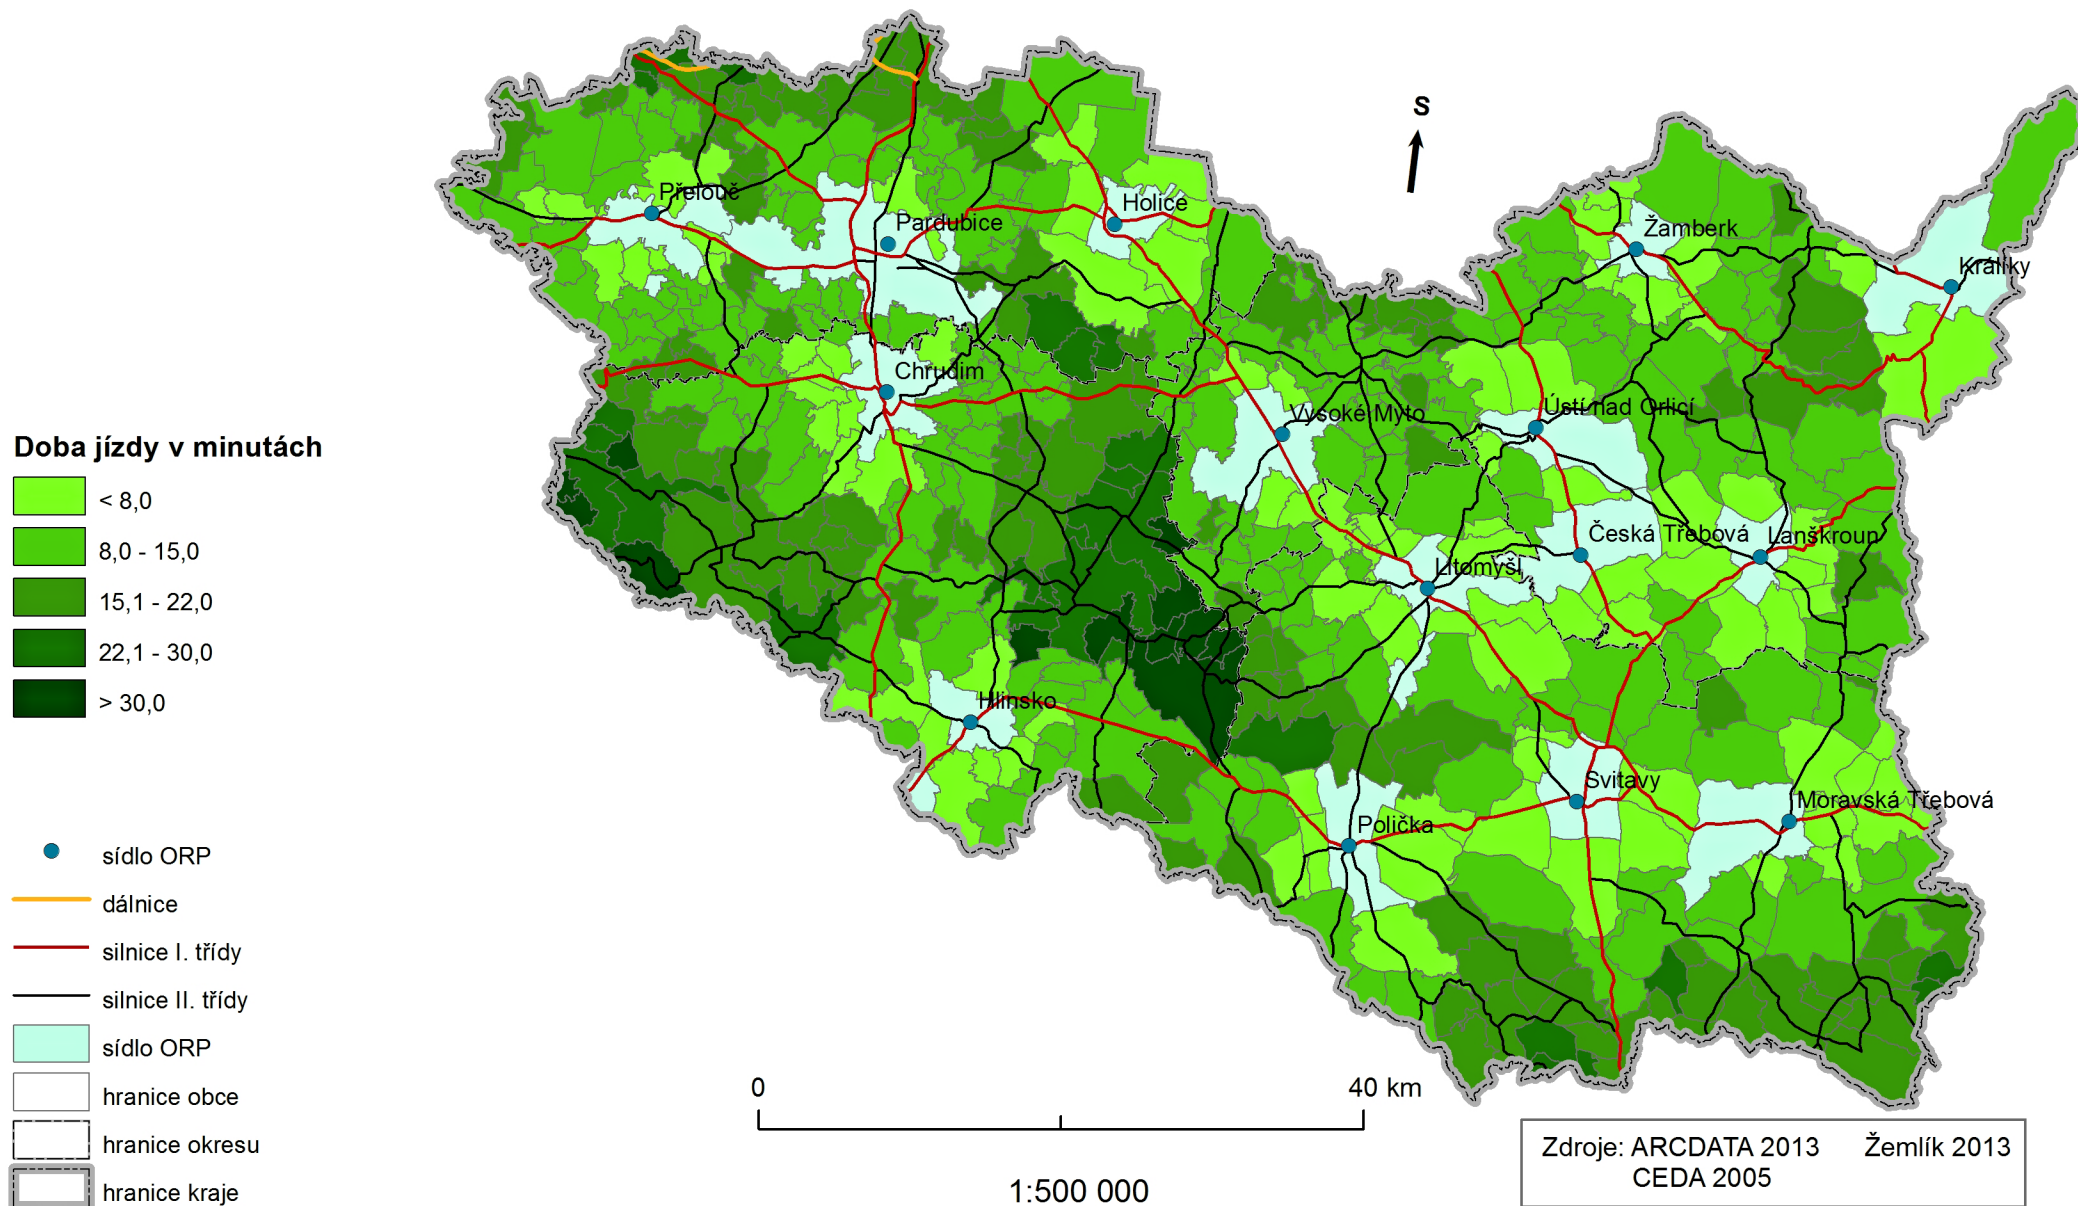 S
Přelouč
Pardubice
Holice
Žamberk
Králíky
Chrudim
Vysoké Mýto
Ústí nad Orlicí
Česká Třebová
Lanškroun
Litomyšl
Hlinsko
Svitavy
Moravská Třebová
Polička
Doba jízdy v minutách
< 8,0
8,0 - 15,0
15,1 - 22,0
22,1 - 30,0
> 30,0
sídlo ORP
dálnice
silnice I. třídy
silnice II. třídy
sídlo ORP
hranice obce
hranice okresu
hranice kraje
0
40 km
1:500 000
Zdroje: ARCDATA 2013 Žemlík 2013
CEDA 2005